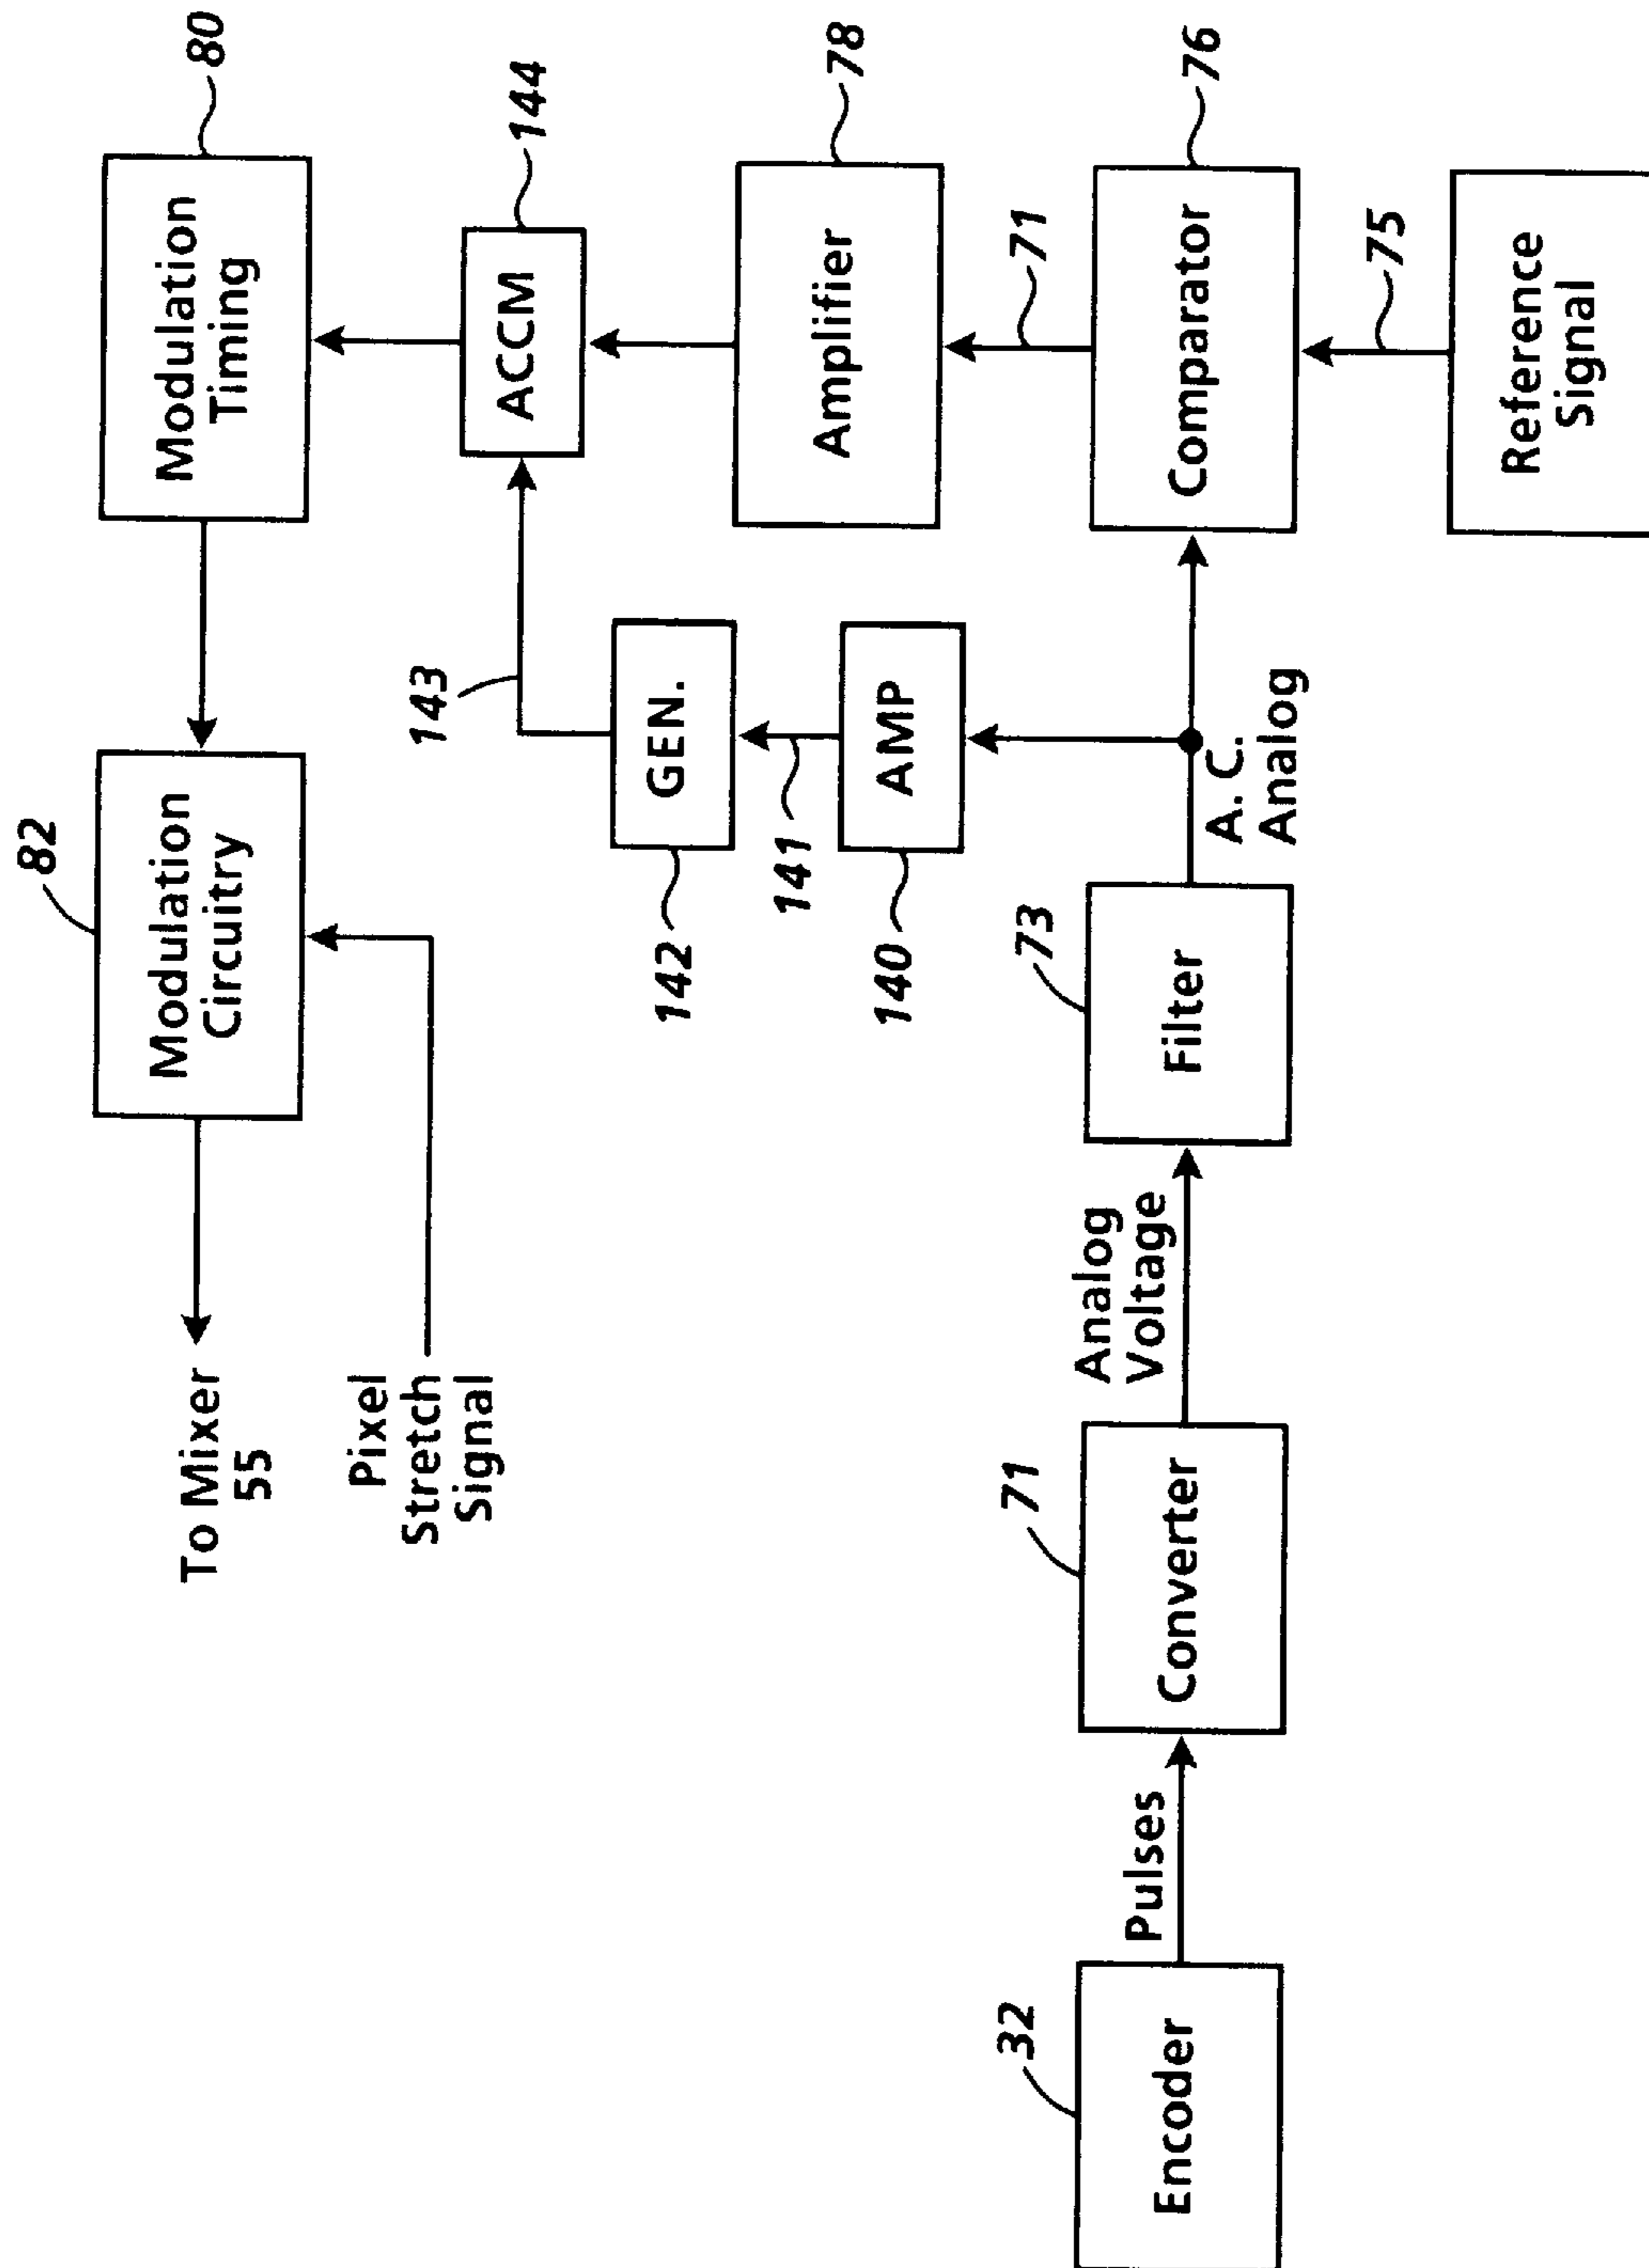 82
80
Modulation
Circuitry
Modulation
Timing
To Mixer
55
Pixel
Stretch
Signal
143
ACCM
144
142
GEN.
141
140
AMP
Amplifier
78
71
32
Encoder
Pulses
71
Converter
Analog
Voltage
73
Filter
A. C.
Analog
Comparator
76
75
Reference
Signal